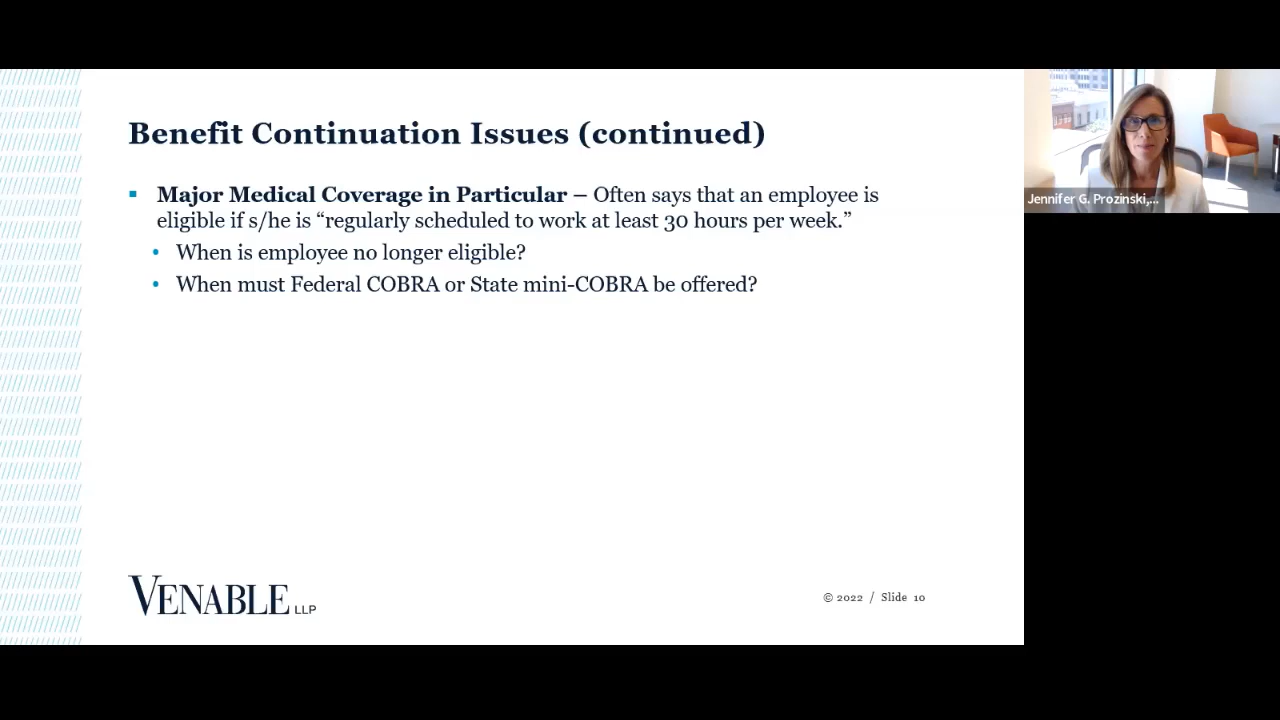 Benefit Continuation Issues (continued)
▪ Major Medical Coverage in Particular – Often says that an employee is
eligible if s/he is “regularly scheduled to work at least 30 hours per week.”
• When is employee no longer eligible?
• When must Federal COBRA or State mini-COBRA be offered?
VENABLE LLP
© 2022 / Slide 10
Jennifer G. Prozinski,...